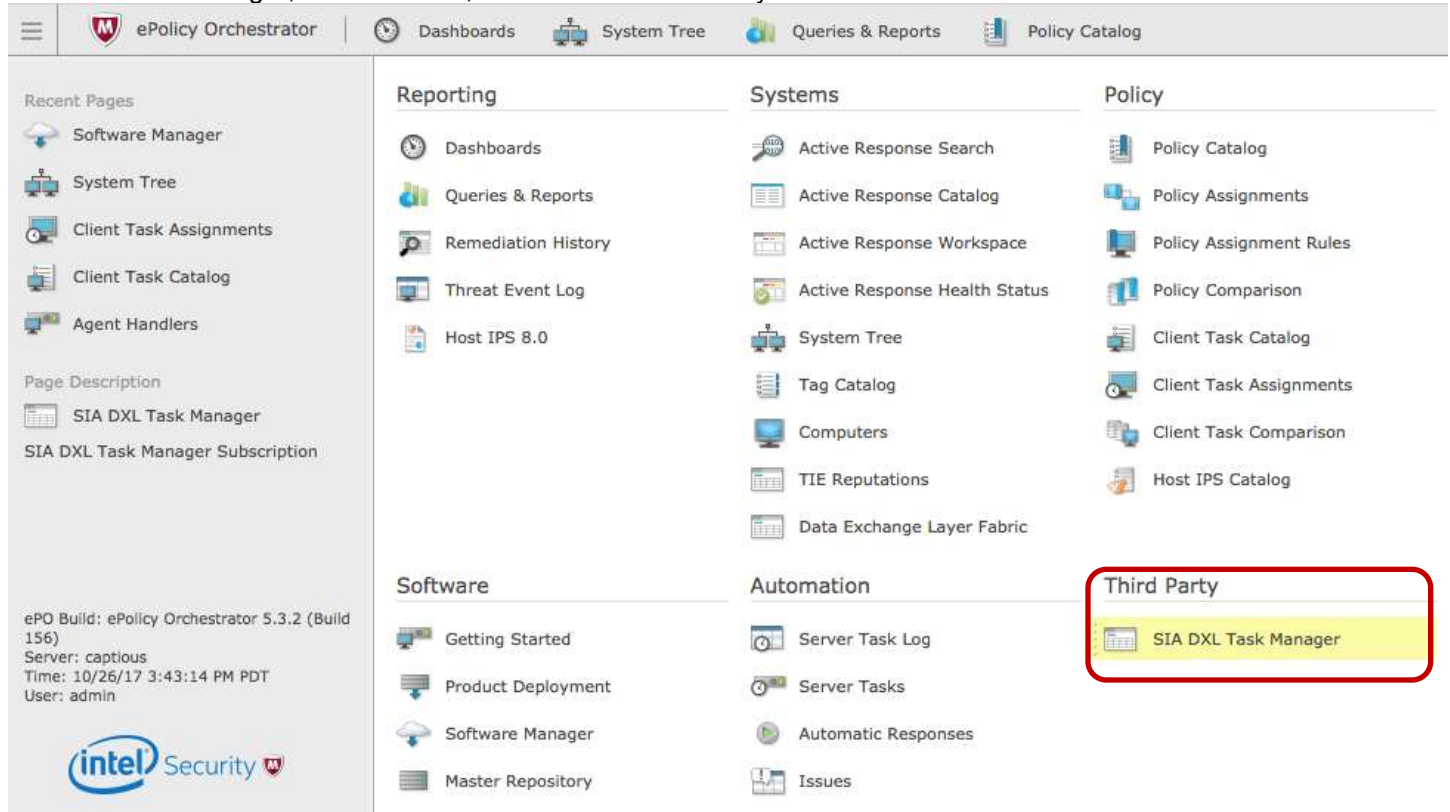 ePolicy Orchestrator
Dashboards
System Tree
Queries & Reports
Policy Catalog
Recent Pages
Software Manager
System Tree
Client Task Assignments
Client Task Catalog
Agent Handlers
Page Description
SIA DXL Task Manager
SIA DXL Task Manager Subscription
ePO Build: ePolicy Orchestrator 5.3.2 (Build
156)
Server: captious
Time: 10/26/17 3:43:14 PM PDT
User: admin
intel Security
Reporting
Dashboards
Queries & Reports
Remediation History
Threat Event Log
Host IPS 8.0
Systems
Active Response Search
Active Response Catalog
Active Response Workspace
Active Response Health Status
System Tree
Tag Catalog
Computers
TIE Reputations
Data Exchange Layer Fabric
Policy
Policy Catalog
Policy Assignments
Policy Assignment Rules
Policy Comparison
Client Task Catalog
Client Task Assignments
Client Task Comparison
Host IPS Catalog
Software
Getting Started
Product Deployment
Software Manager
Master Repository
Automation
Server Task Log
Server Tasks
Automatic Responses
Issues
Third Party
SIA DXL Task Manager